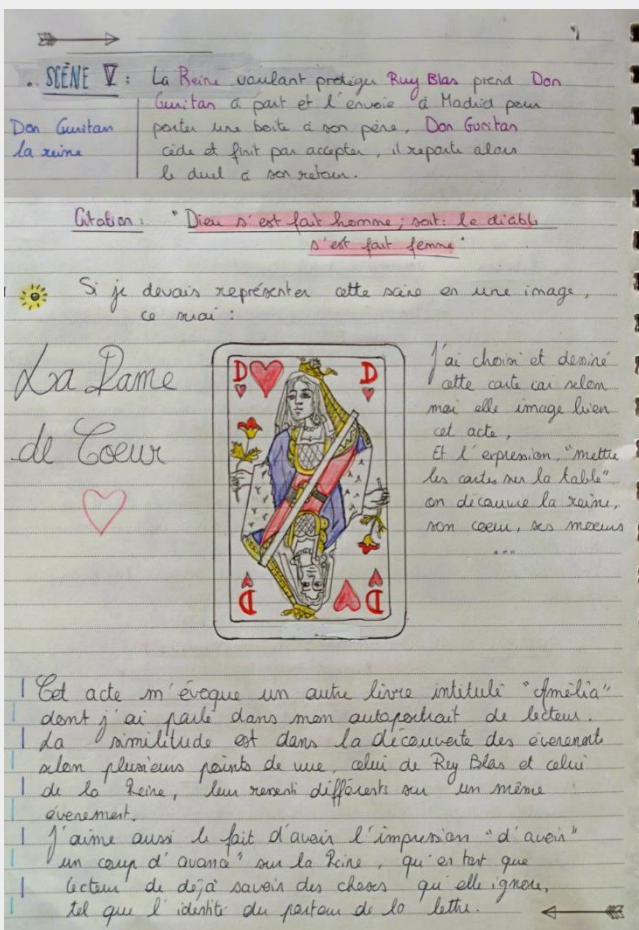 SCÈNE V : La Reine voulant protéger Ruy Blas prend Don
Guritan à part et l'envoie à Madrid pour
porter une boite à son père, Don Guritan
cède et finit par accepter, il reporte alors
le duel à son retour.
Don Guritan
la reine
Citation : "Dieu s'est fait homme ; soit : le diable
s'est fait femme"
Si je devais représenter cette scène en une image,
ce serai :
La Dame
de Coeur
D D
D D
J'ai choisi et dessiné
cette carte car selon
moi elle image bien
cet acte,
Et l'expression, "mettre
les cartes sur la table"
on découvre la reine,
son coeur, ses moeurs
...
Cet acte m'évoque un autre livre intitulé "Amélia"
dont j'ai parlé dans mon autoportrait de lecteur.
La similitude est dans la découverte des évenements
selon plusieurs points de vue, celui de Rey Blas et celui
de la Reine, leur ressenti différents sur un même
évenement.
J'aime aussi le fait d'avoir l'impression "d'avoir"
un coup d'avance" sur la Reine, qu'en tant que
lecteur de déjà savoir des choses qu'elle ignore,
tel que l'identité du porteur de la lettre.